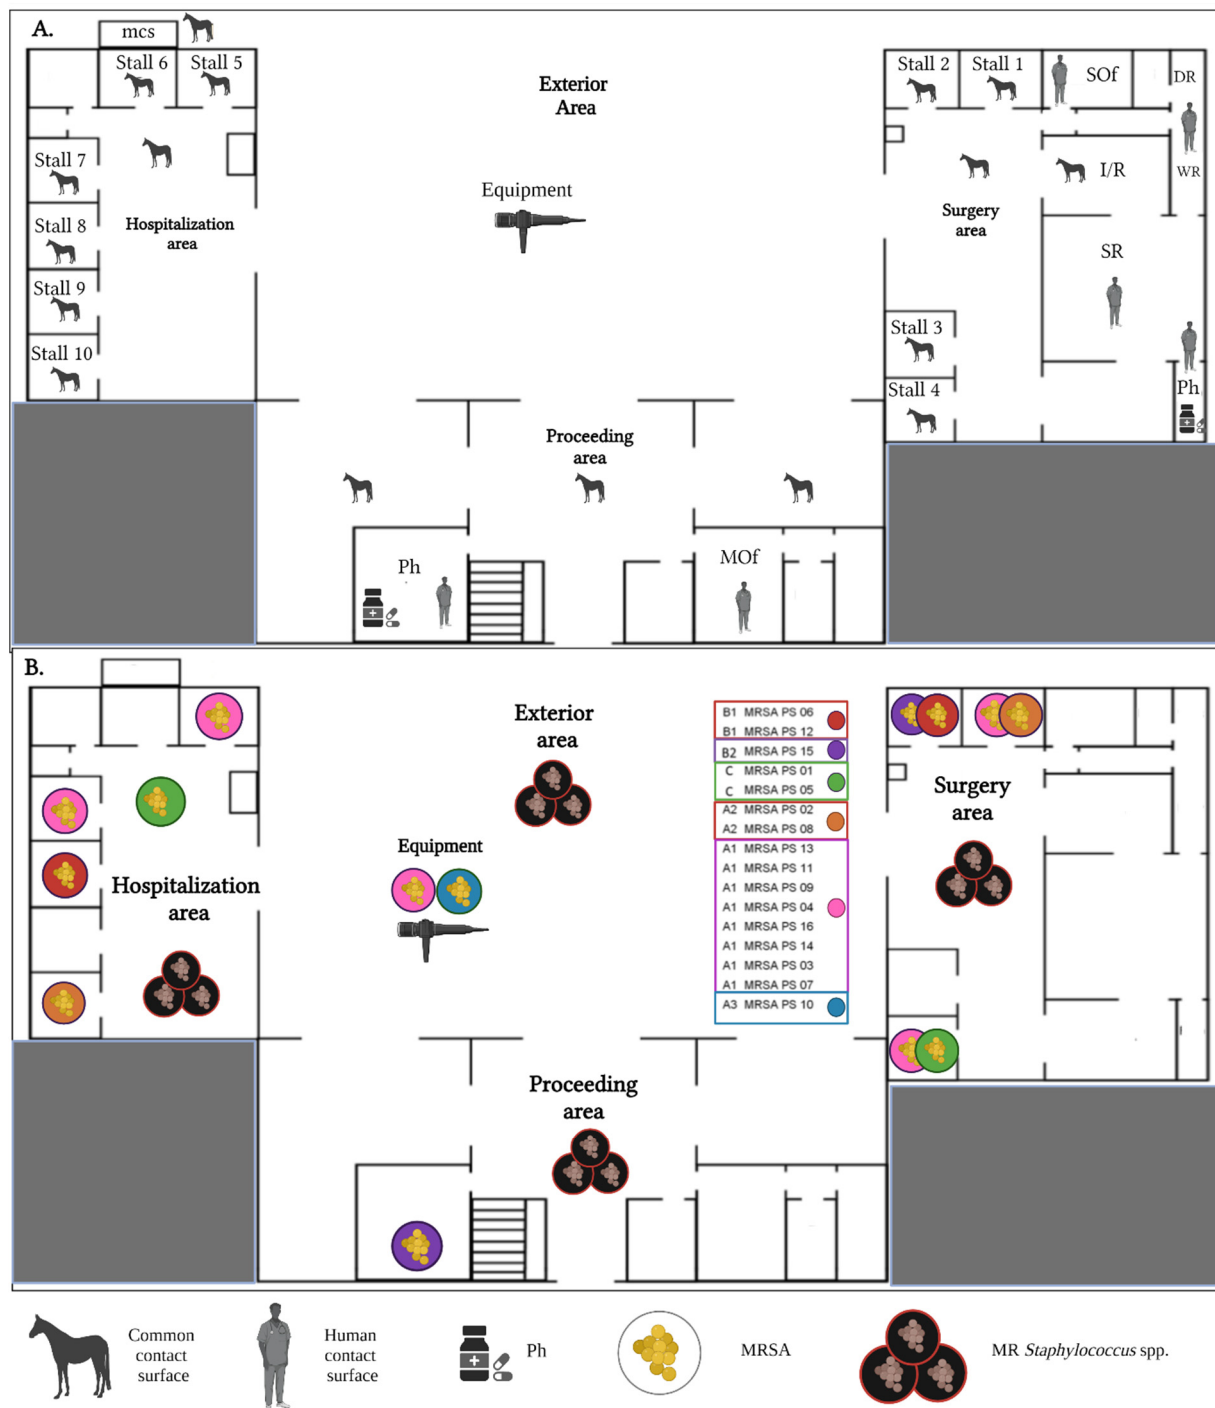 A.
mcs
Stall 6
Stall 5
Stall 7
Stall 8
Stall 9
Stall 10
Hospitalization
area
Exterior
Area
Equipment
Stall 2
Stall 1
SOf
DR
I/R
WR
Surgery
area
SR
Stall 3
Stall 4
Ph
Proceeding
area
Ph
MOf
B.
Exterior
area
Equipment
Hospitalization
area
B1 MRSA PS 06
B1 MRSA PS 12
B2 MRSA PS 15
C MRSA PS 01
C MRSA PS 05
A2 MRSA PS 02
A2 MRSA PS 08
A1 MRSA PS 13
A1 MRSA PS 11
A1 MRSA PS 09
A1 MRSA PS 04
A1 MRSA PS 16
A1 MRSA PS 14
A1 MRSA PS 03
A1 MRSA PS 07
A3 MRSA PS 10
Surgery
area
Proceeding
area
Common
contact
surface
Human
contact
surface
Ph
MRSA
MR Staphylococcus spp.